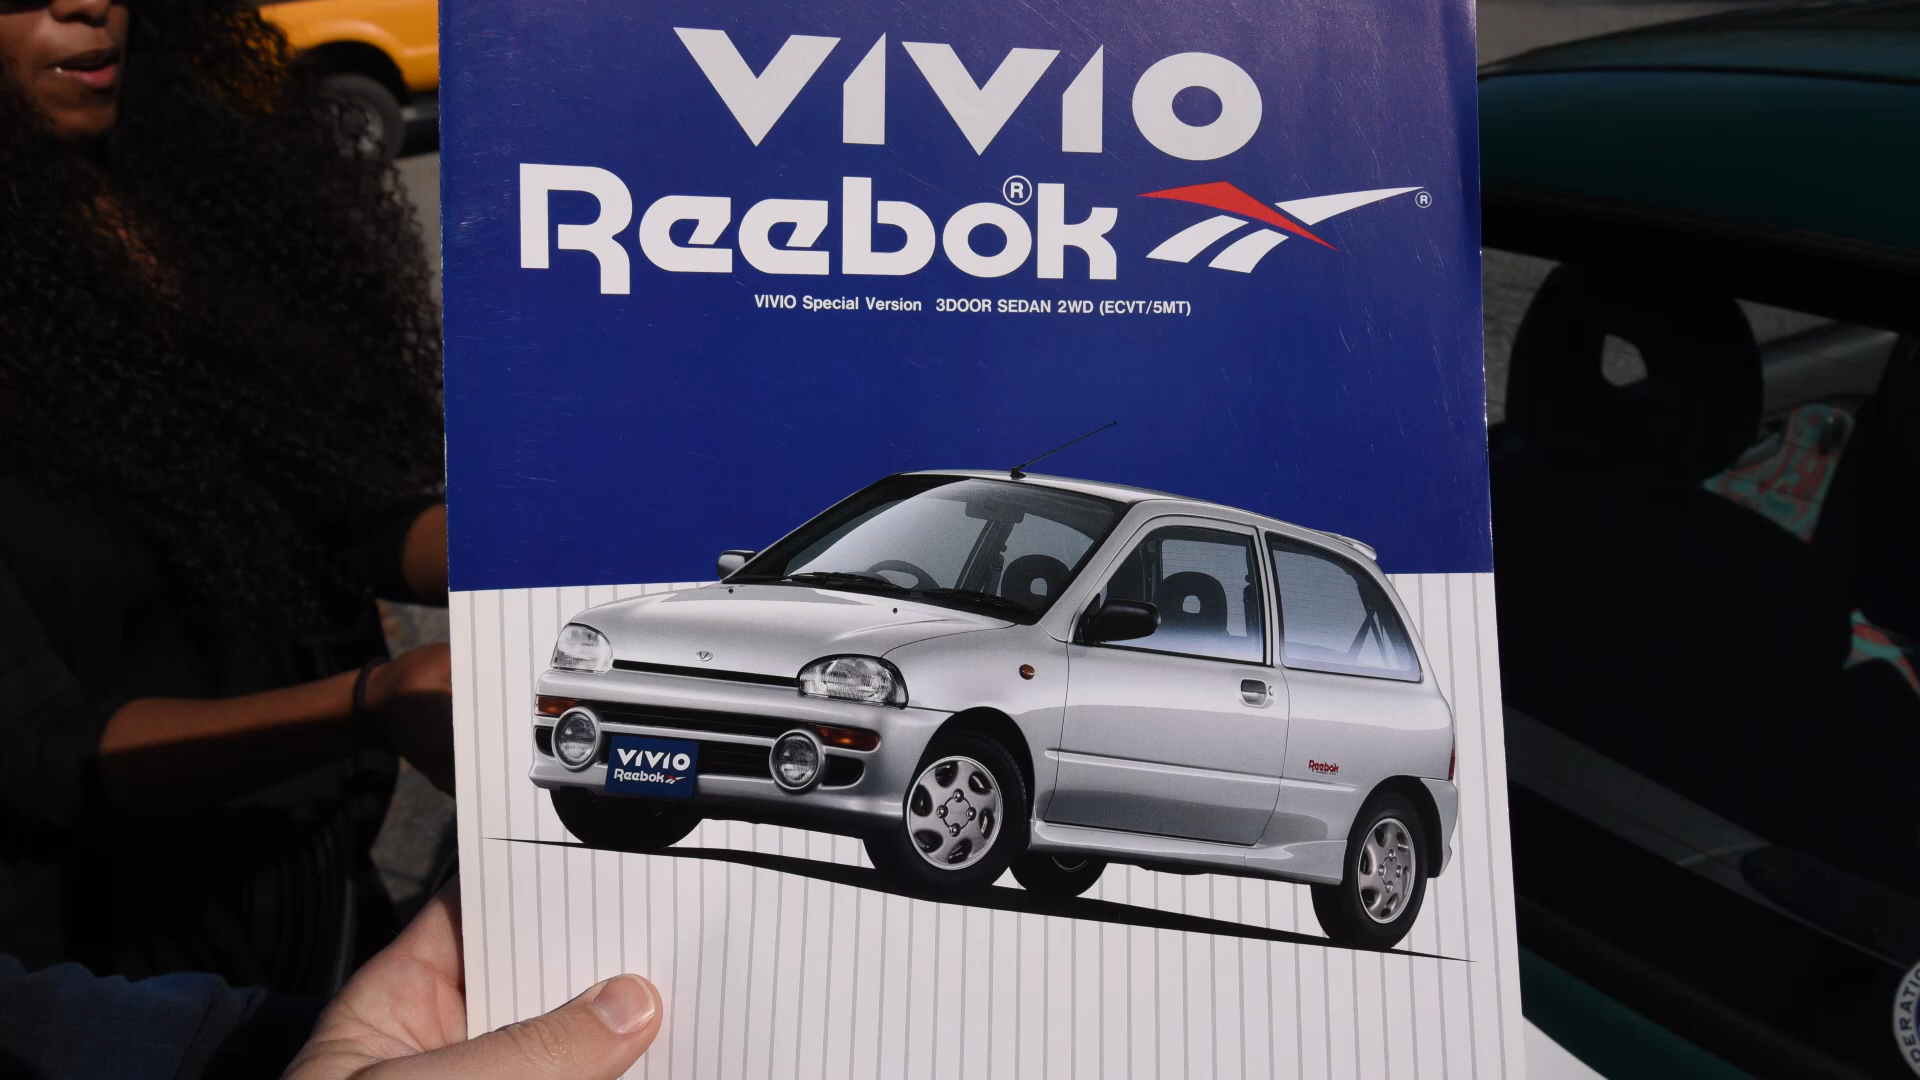 VIVIO
Reebok®
®
VIVIO Special Version 3DOOR SEDAN 2WD (ECVT/5MT)
VIVIO
Reebok
Reebok